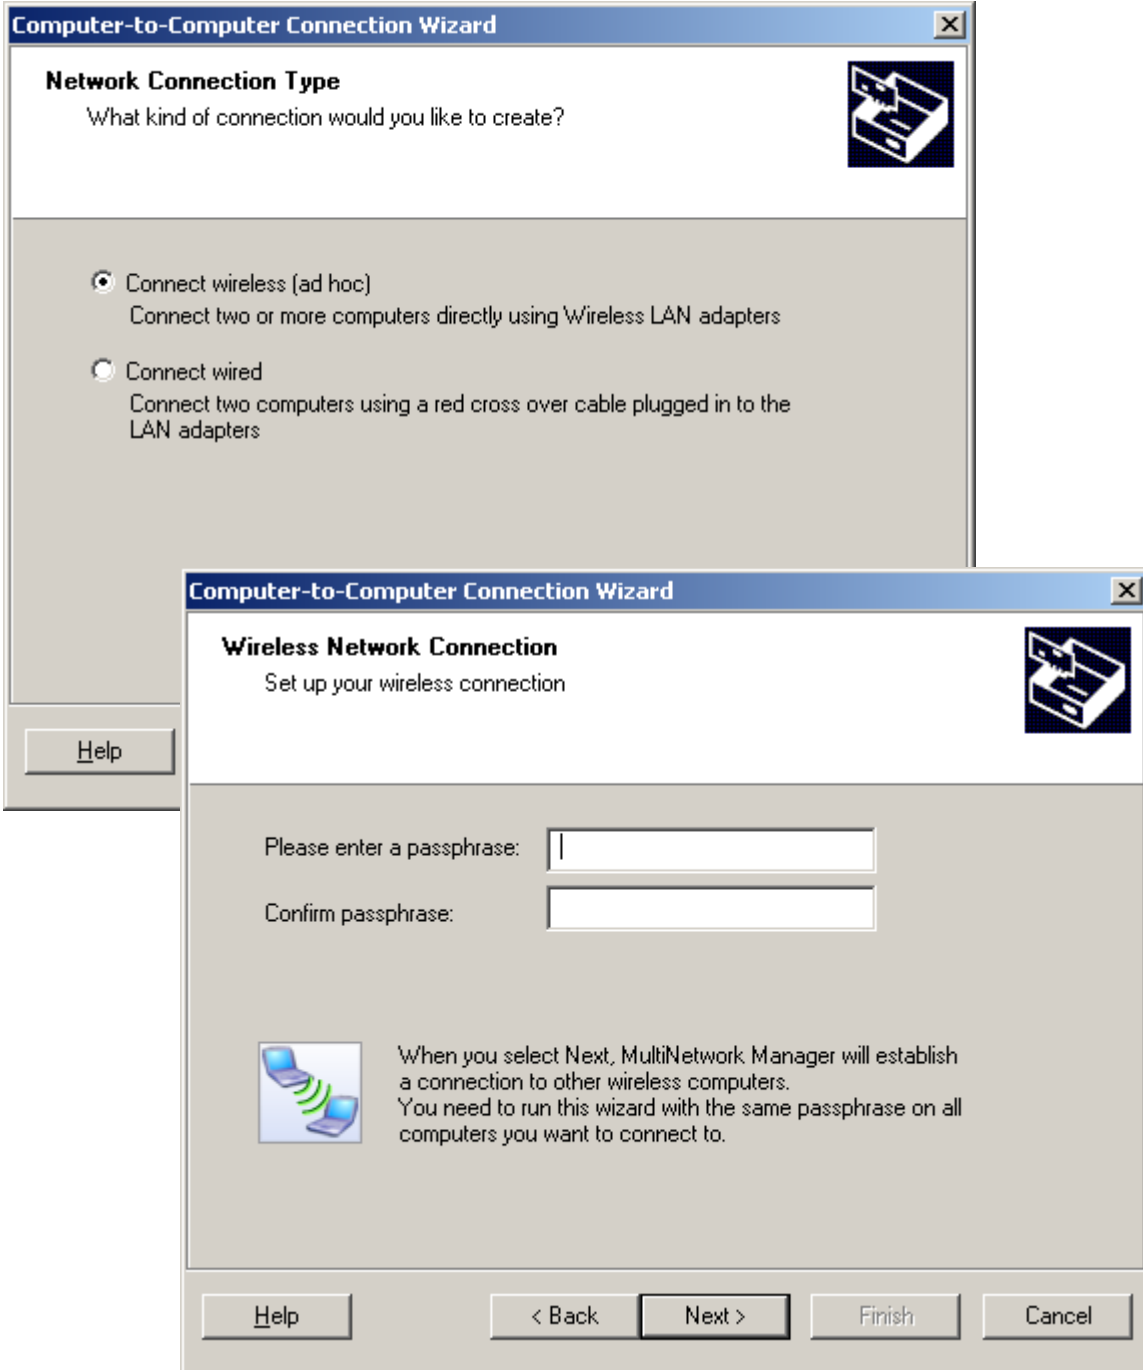 Computer-to-Computer Connection Wizard
Network Connection Type
What kind of connection would you like to create?
Connect wireless (ad hoc)
Connect two or more computers directly using Wireless LAN adapters
Connect wired
Connect two computers using a red cross over cable plugged in to the
LAN adapters
Help
Computer-to-Computer Connection Wizard
Wireless Network Connection
Set up your wireless connection
Please enter a passphrase:
Confirm passphrase:
When you select Next, MultiNetwork Manager will establish
a connection to other wireless computers.
You need to run this wizard with the same passphrase on all
computers you want to connect to.
Help
< Back
Next >
Finish
Cancel